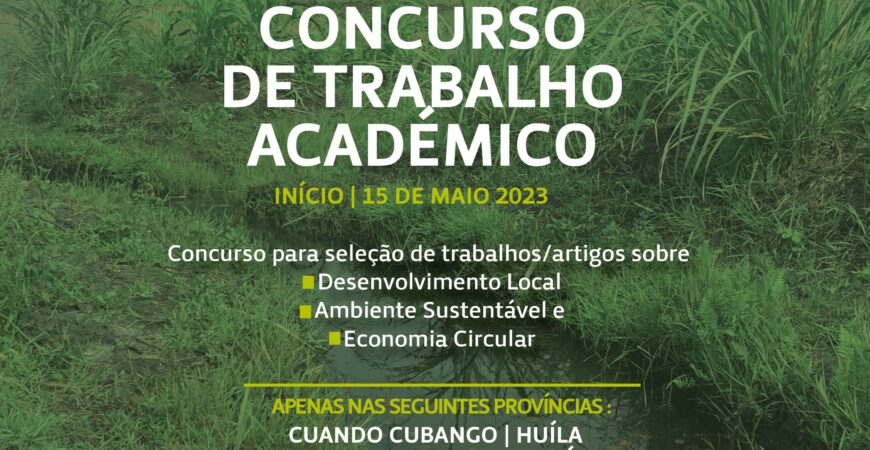 CONCURSO
DE TRABALHO
ACADÉMICO
INÍCIO | 15 DE MAIO 2023
Concurso para seleção de trabalhos/artigos sobre
Desenvolvimento Local
Ambiente Sustentável e
Economia Circular
APENAS NAS SEGUINTES PROVÍNCIAS :
CUANDO CUBANGO | HUÍLA